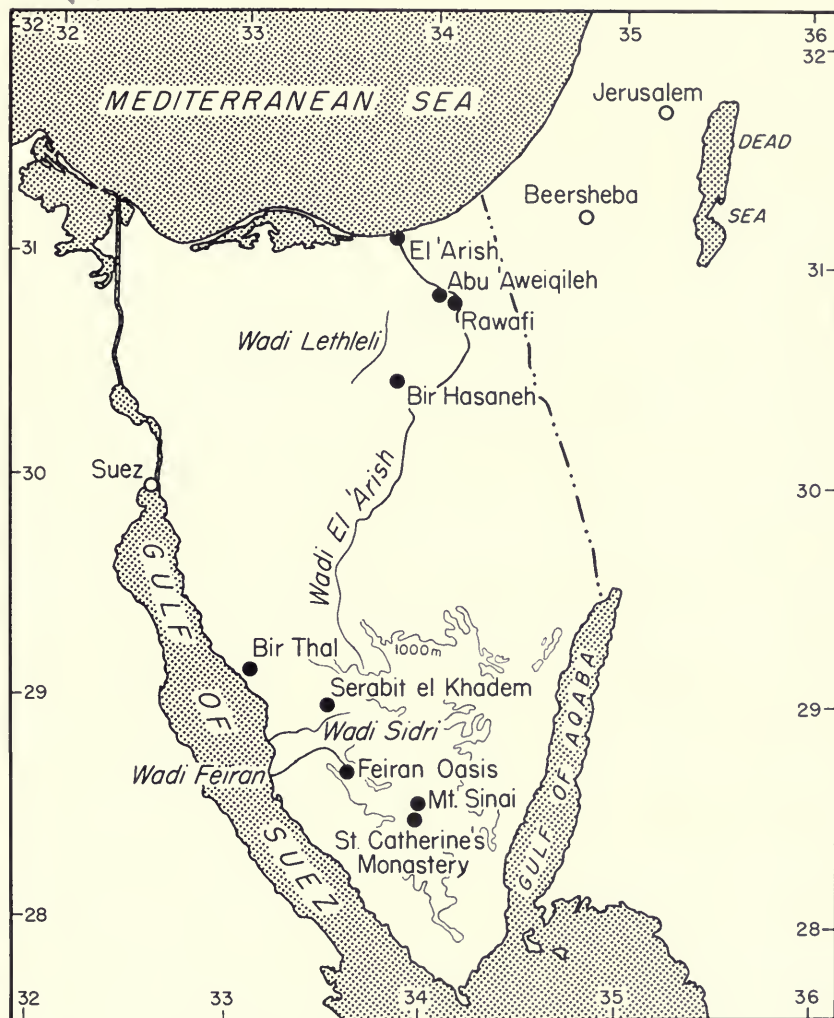 32
32
33
34
35
36
32
MEDITERRANEAN SEA
Jerusalem
DEAD
SEA
Beersheba
31
31
El 'Arish
Abu Aweiqileh
Rawafi
Wadi Lethleli
Bir Hasaneh
30
30
Suez
Wadi El 'Arish
GULF OF SUEZ
1000m
Bir Thal
29
29
Serabit el Khadem
Wadi Sidri
Wadi Feiran
Feiran Oasis
Mt. Sinai
St. Catherine's
Monastery
GULF OF AQABA
28
28
32
33
34
35
36